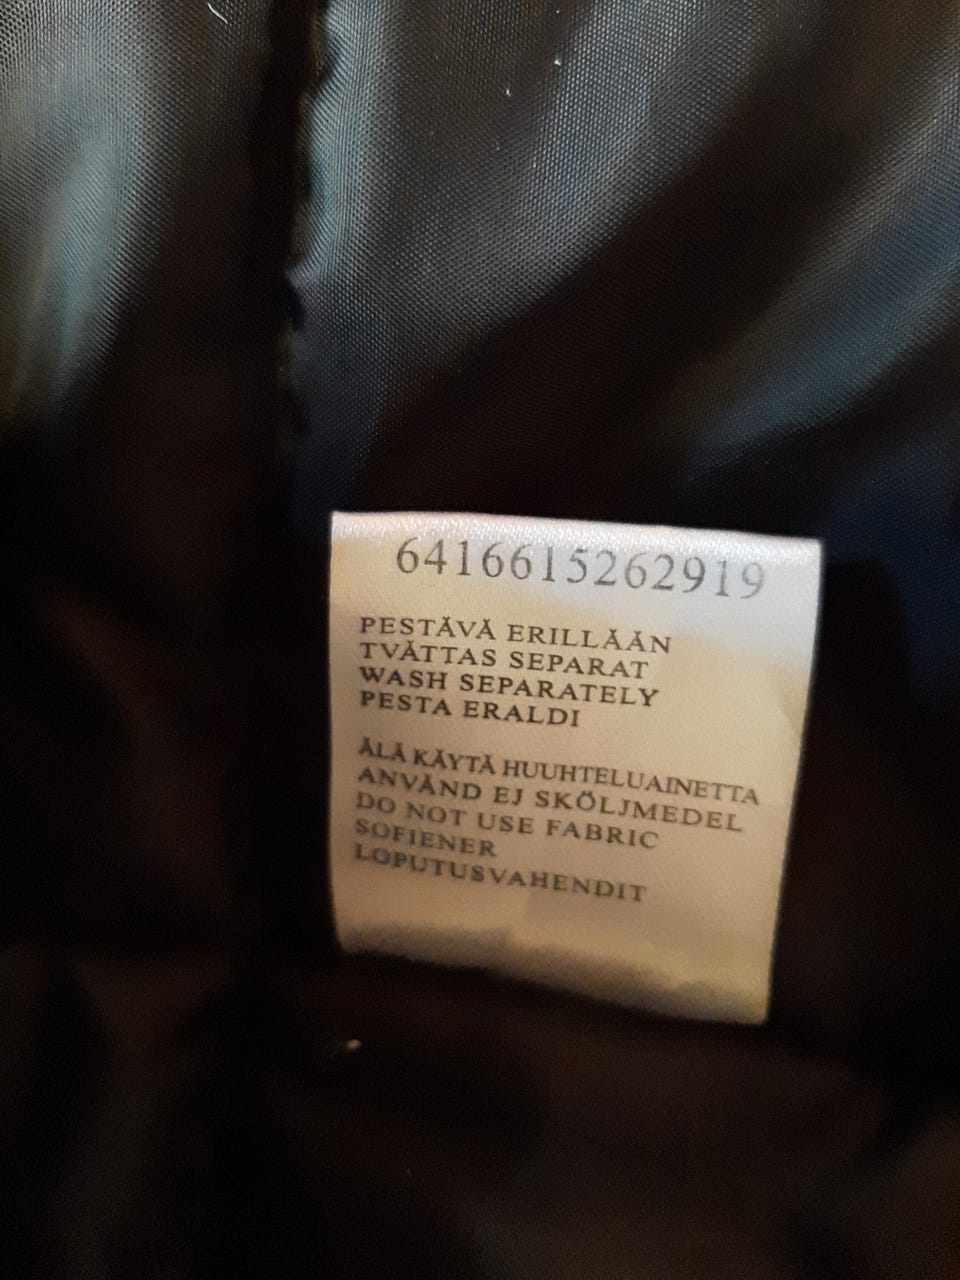 6416615262919
PESTÄVÄ ERILLÄÄN
TVÄTTAS SEPARAT
WASH SEPARATELY
PESTA ERALDI
ÄLÄ KÄYTÄ HUUHTELUAINETTA
ANVÄND EJ SKÖLJMEDEL
DO NOT USE FABRIC
SOFIENER
LOPUTUSVAHENDIT